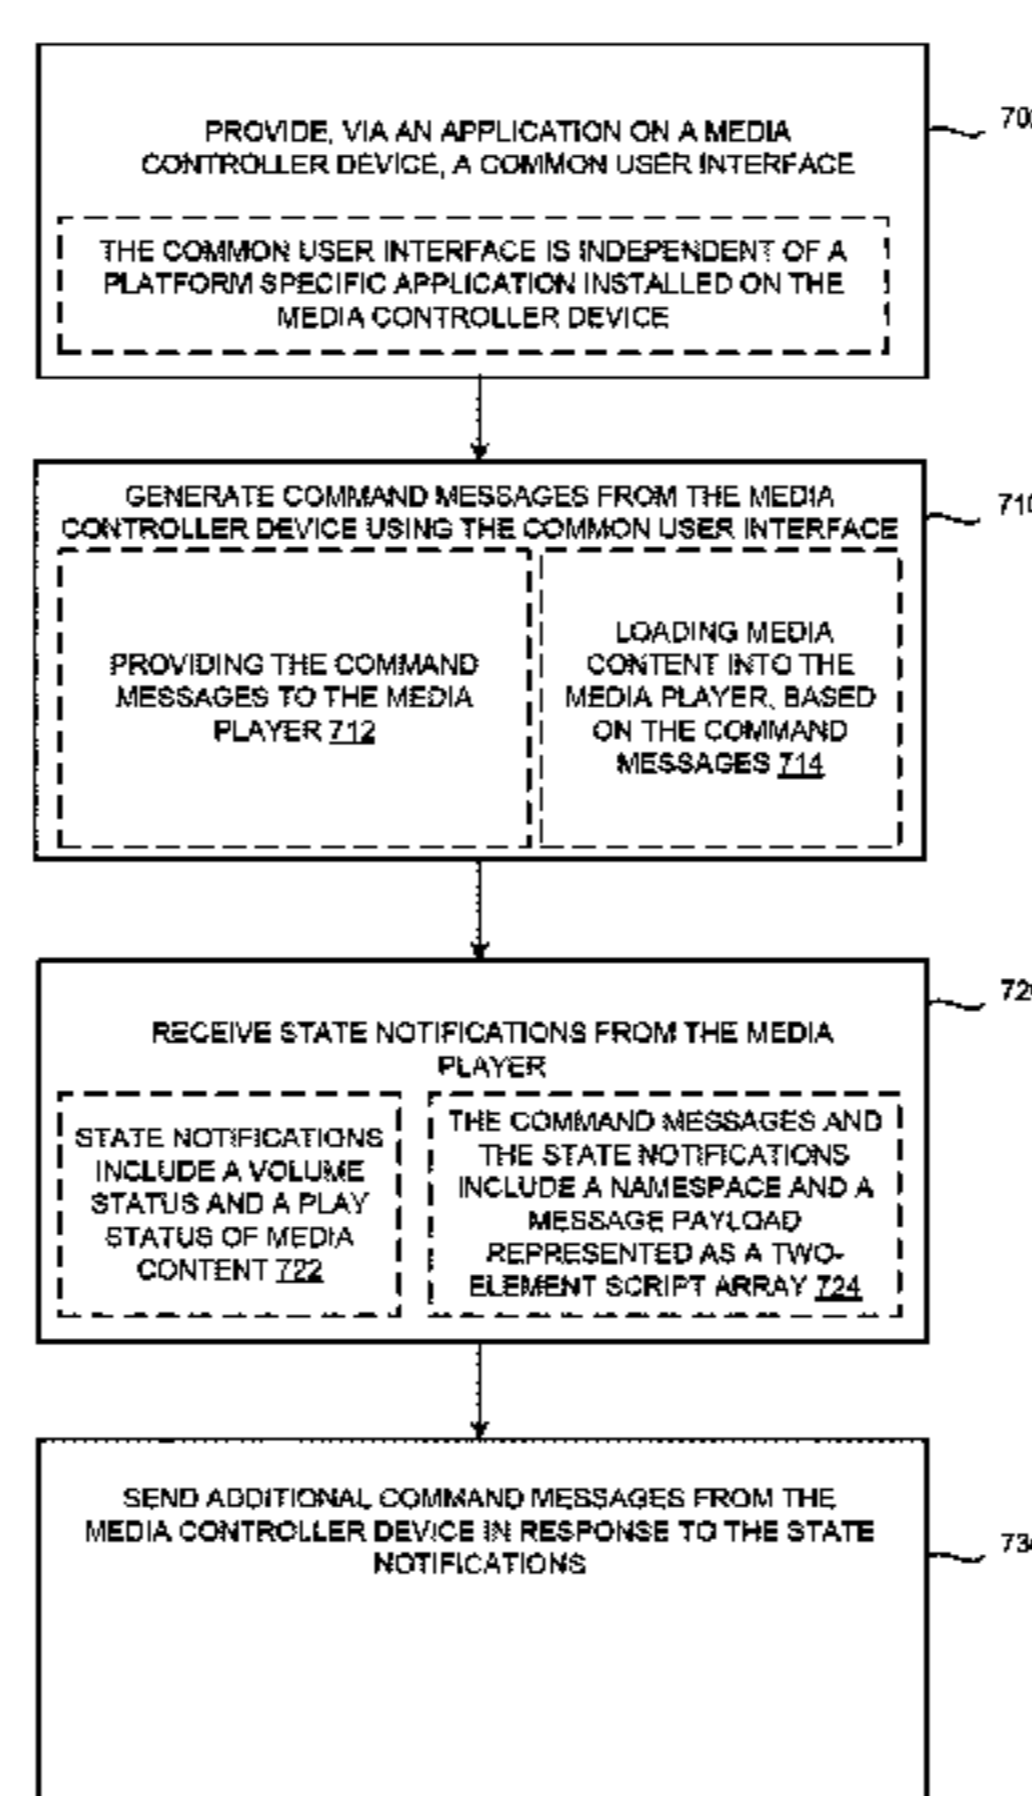 PROVIDE, VIA AN APPLICATION ON A MEDIA
CONTROLLER DEVICE, A COMMON USER INTERFACE
THE COMMON USER INTERFACE IS INDEPENDENT OF A
PLATFORM SPECIFIC APPLICATION INSTALLED ON THE
MEDIA CONTROLLER DEVICE
GENERATE COMMAND MESSAGES FROM THE MEDIA
CONTROLLER DEVICE USING THE COMMON USER INTERFACE
710
PROVIDING THE COMMAND
MESSAGES TO THE MEDIA
PLAYER 712
LOADING MEDIA
CONTENT INTO THE
MEDIA PLAYER, BASED
ON THE COMMAND
MESSAGES 714
RECEIVE STATE NOTIFICATIONS FROM THE MEDIA
PLAYER
STATE NOTIFICATIONS
INCLUDE A VOLUME
STATUS AND A PLAY
STATUS OF MEDIA
CONTENT 722
THE COMMAND MESSAGES AND
THE STATE NOTIFICATIONS
INCLUDE A NAMESPACE AND A
MESSAGE PAYLOAD
REPRESENTED AS A TWO-
ELEMENT SCRIPT ARRAY 724
SEND ADDITIONAL COMMAND MESSAGES FROM THE
MEDIA CONTROLLER DEVICE IN RESPONSE TO THE STATE
NOTIFICATIONS